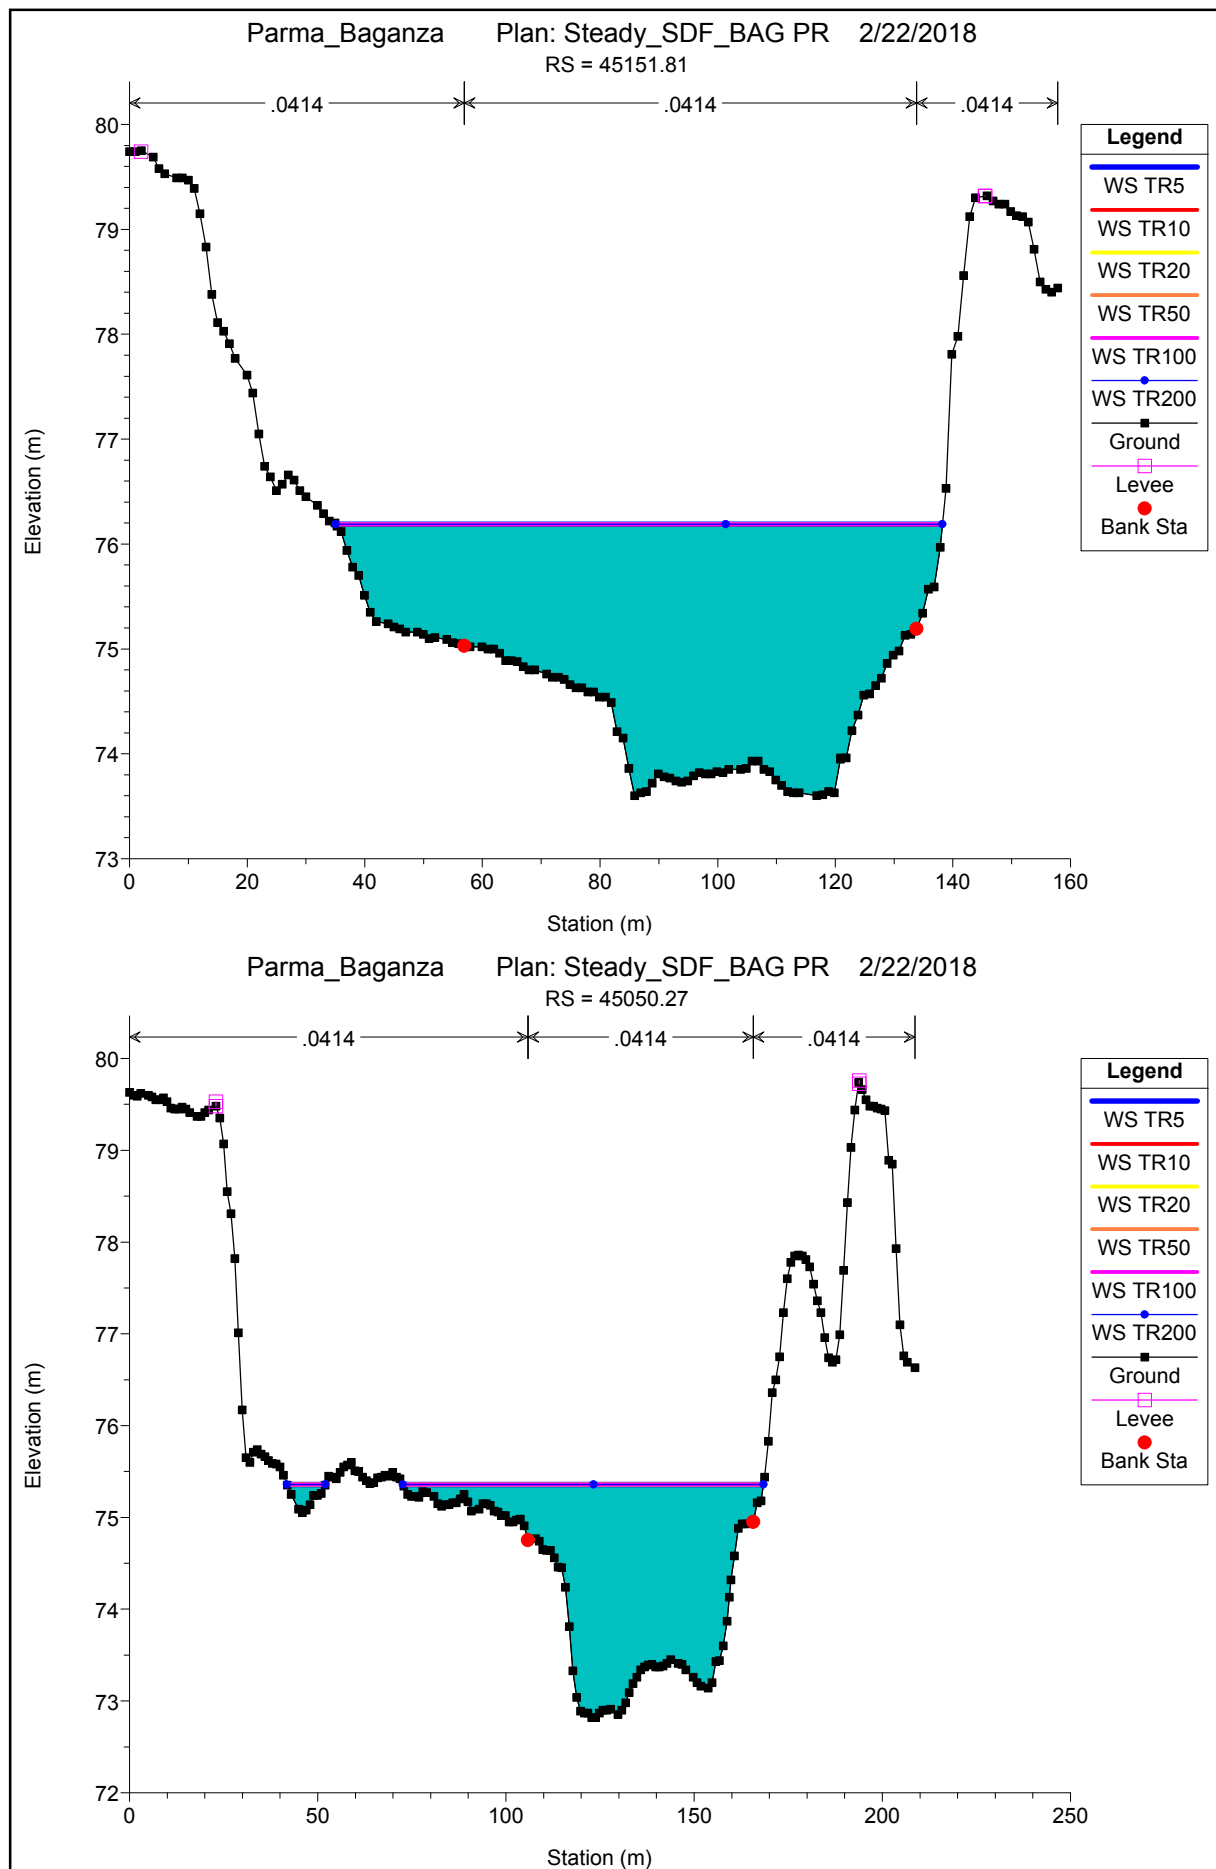 Parma_Baganza Plan: Steady_SDF_BAG PR 2/22/2018
RS = 45151.81
.0414 .0414 .0414
80
79
78
77
76
75
74
73
Elevation (m)
0 20 40 60 80 100 120 140 160
Station (m)
Legend
WS TR5
WS TR10
WS TR20
WS TR50
WS TR100
WS TR200
Ground
Levee
Bank Sta
Parma_Baganza Plan: Steady_SDF_BAG PR 2/22/2018
RS = 45050.27
.0414 .0414 .0414
80
79
78
77
76
75
74
73
72
Elevation (m)
0 50 100 150 200 250
Station (m)
Legend
WS TR5
WS TR10
WS TR20
WS TR50
WS TR100
WS TR200
Ground
Levee
Bank Sta